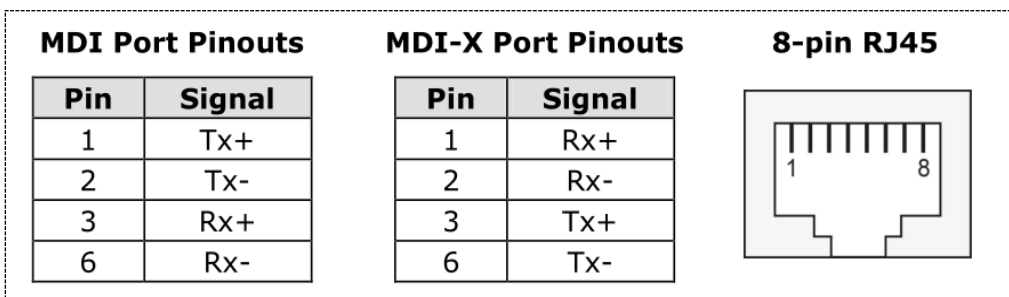 MDI Port Pinouts
Pin Signal
1 Tx+
2 Tx-
3 Rx+
6 Rx-
MDI-X Port Pinouts
Pin Signal
1 Rx+
2 Rx-
3 Tx+
6 Tx-
8-pin RJ45
1 8